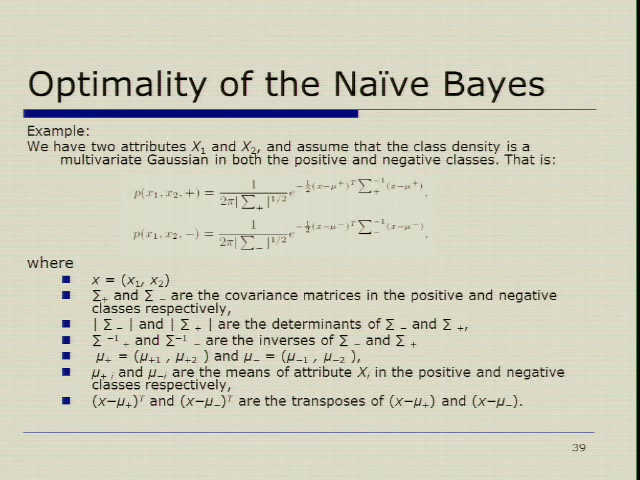 Optimality of the Naïve Bayes
Example:
We have two attributes X₁ and X₂, and assume that the class density is a
multivariate Gaussian in both the positive and negative classes. That is:
p(x₁, x₂, +) = 1 / (2π|∑₊|^{1/2}) e^{−½(x−μ⁺)ᵀ ∑₊⁻¹ (x−μ⁺)},
p(x₁, x₂, −) = 1 / (2π|∑₋|^{1/2}) e^{−½(x−μ⁻)ᵀ ∑₋⁻¹ (x−μ⁻)}.
where
x = (x₁, x₂)
∑₊ and ∑ ₋ are the covariance matrices in the positive and negative
classes respectively,
| ∑ ₋ | and | ∑ ₊ | are the determinants of ∑ ₋ and ∑ ₊,
∑ ⁻¹ ₊ and ∑⁻¹ ₋ are the inverses of ∑ ₋ and ∑ ₊
μ₊ = (μ₊₁ , μ₊₂ ) and μ₋ = (μ₋₁ , μ₋₂ ),
μ₊ ᵢ and μ₋ᵢ are the means of attribute Xᵢ in the positive and negative
classes respectively,
(x−μ₊)ᵀ and (x−μ₋)ᵀ are the transposes of (x−μ₊) and (x−μ₋).
39